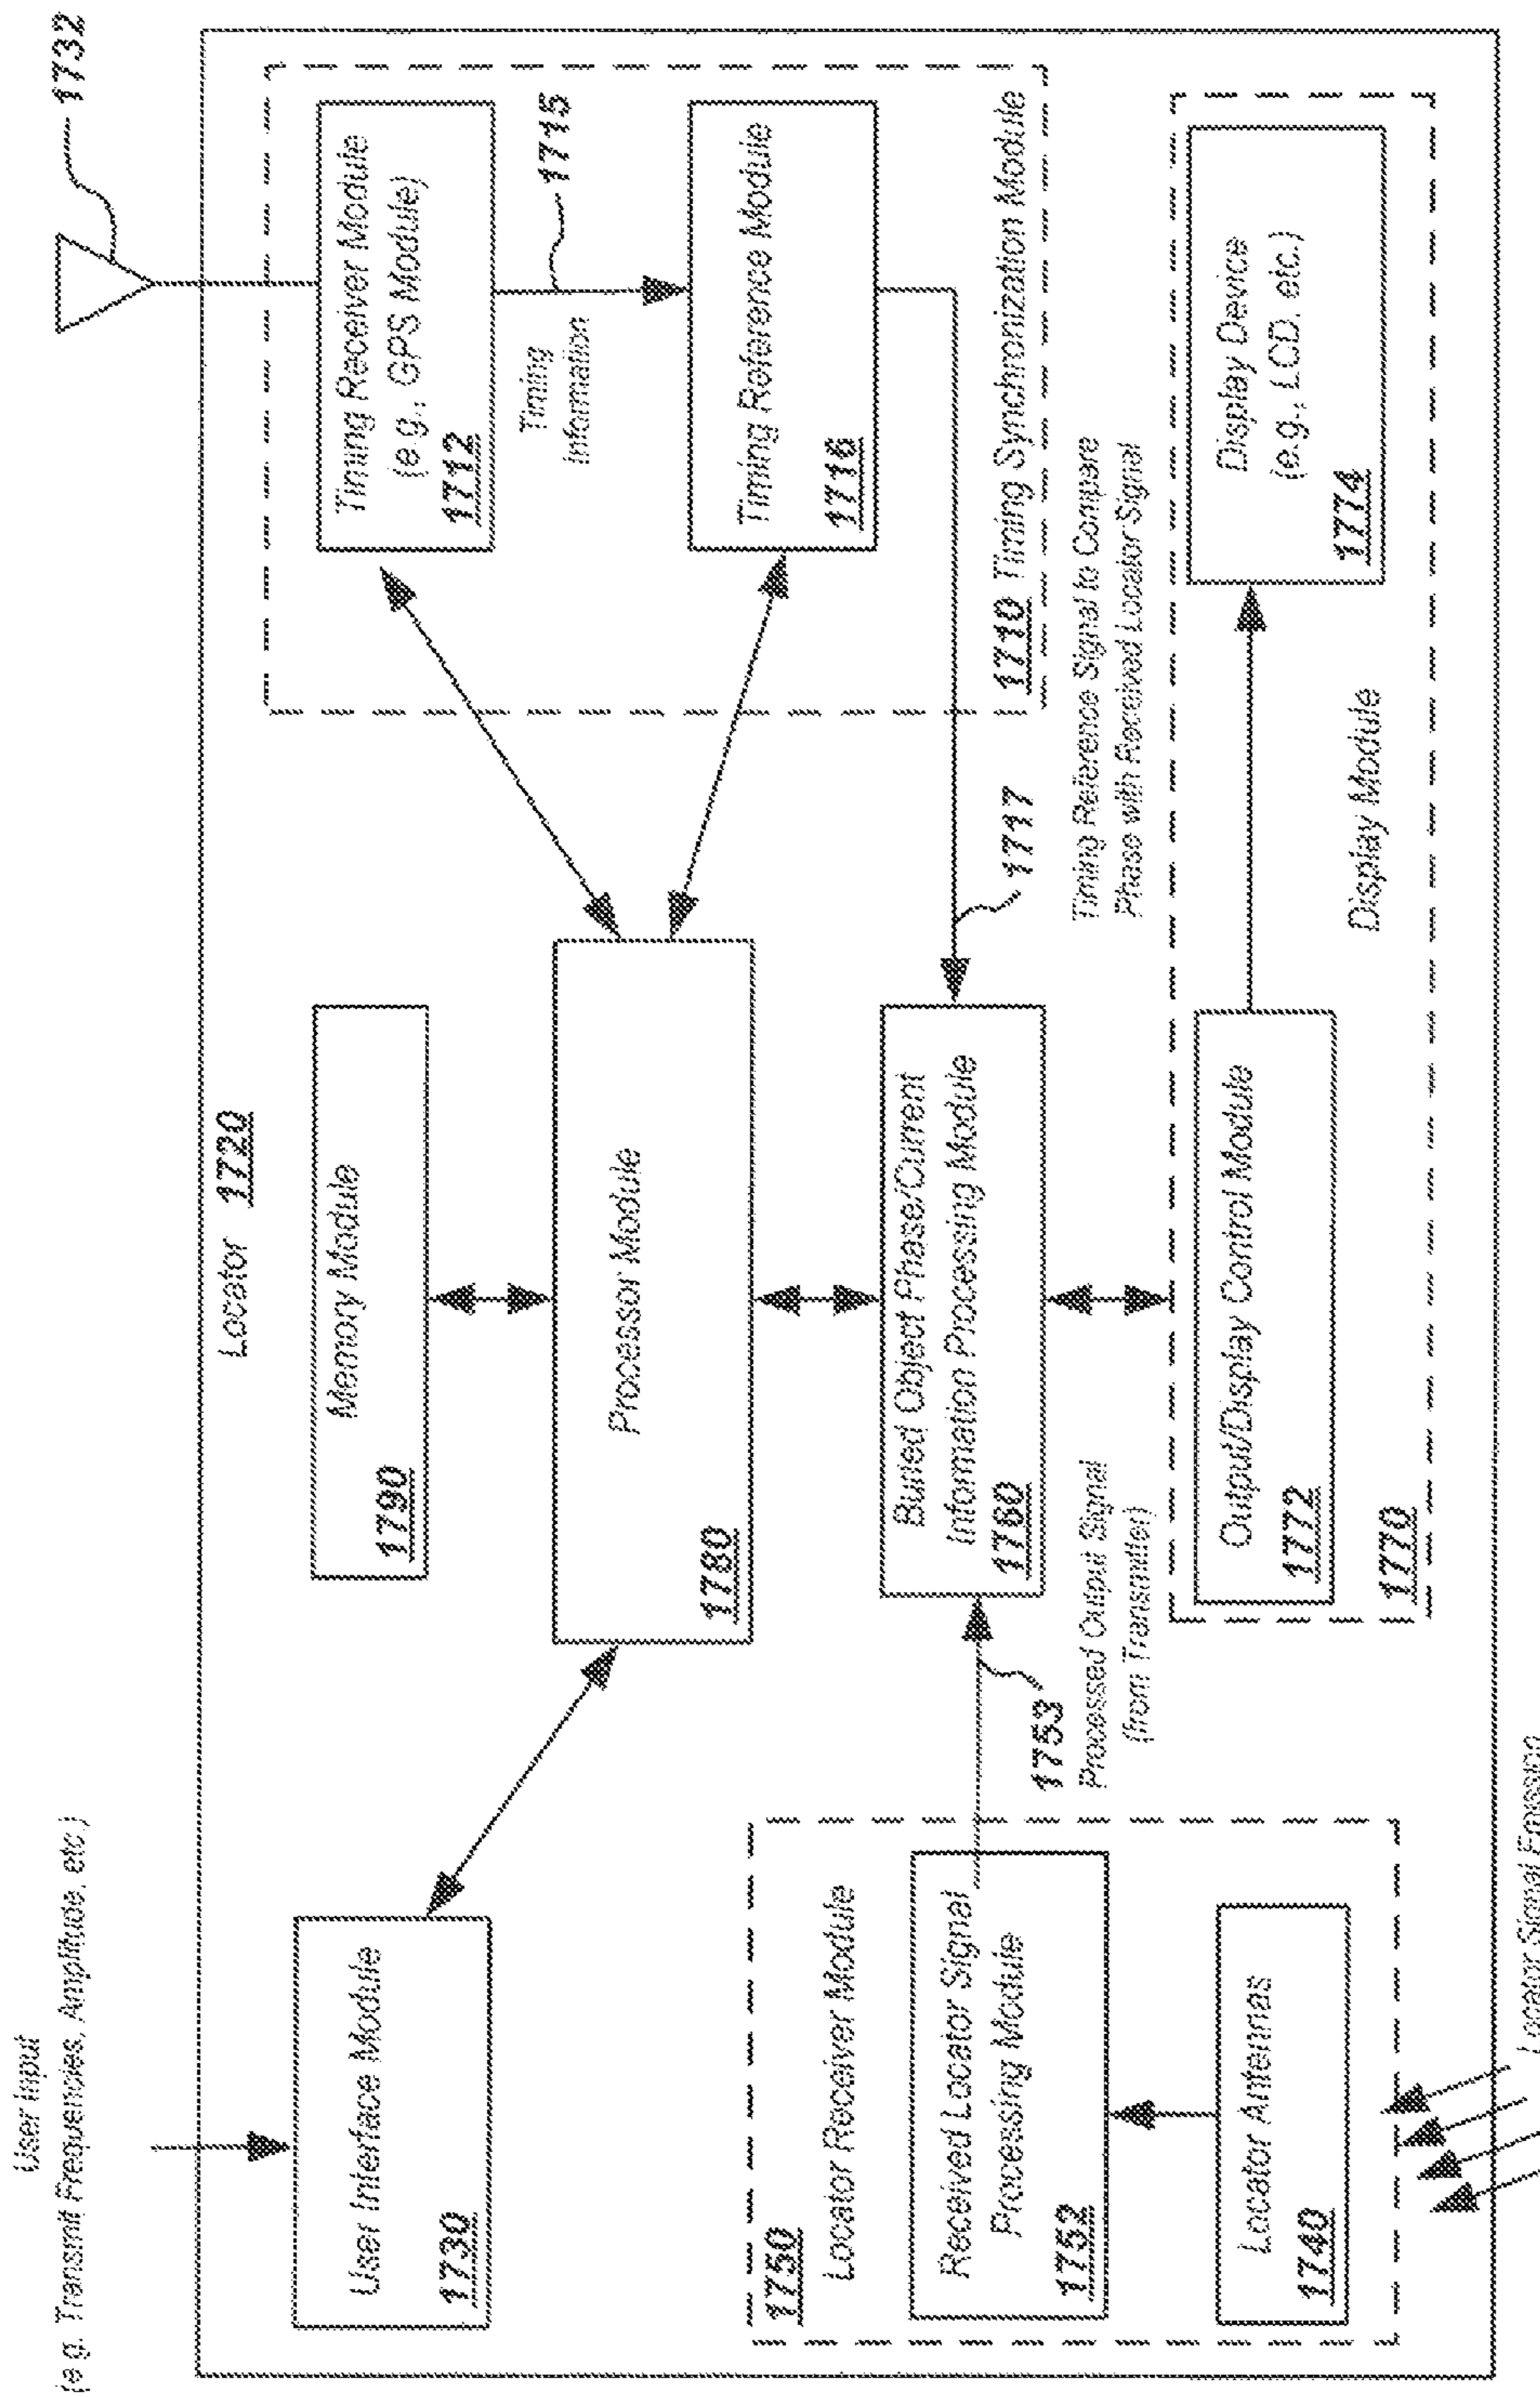 User Input
(e.g. Transmit Frequencies, Amplitude, etc.)
1732
Locator 1720
User Interface Module
1730
Memory Module
1790
Processor Module
1780
Timing Receiver Module
(e.g., GPS Module)
1712
Timing
Information
1715
Timing Reference Module
1716
1710 Timing Synchronization Module
1717
Timing Reference Signal to Compare
Phase with Received Locator Signal
1750
Locator Receiver Module
Received Locator Signal
Processing Module
1752
Locator Antennas
1740
1753
Processed Output Signal
(from Transmitter)
Buried Object Phase/Current
Information Processing Module
1760
Output/Display Control Module
1772
1770
Display Module
Display Device
(e.g., LCD, etc.)
1774
Locator Signal Emission